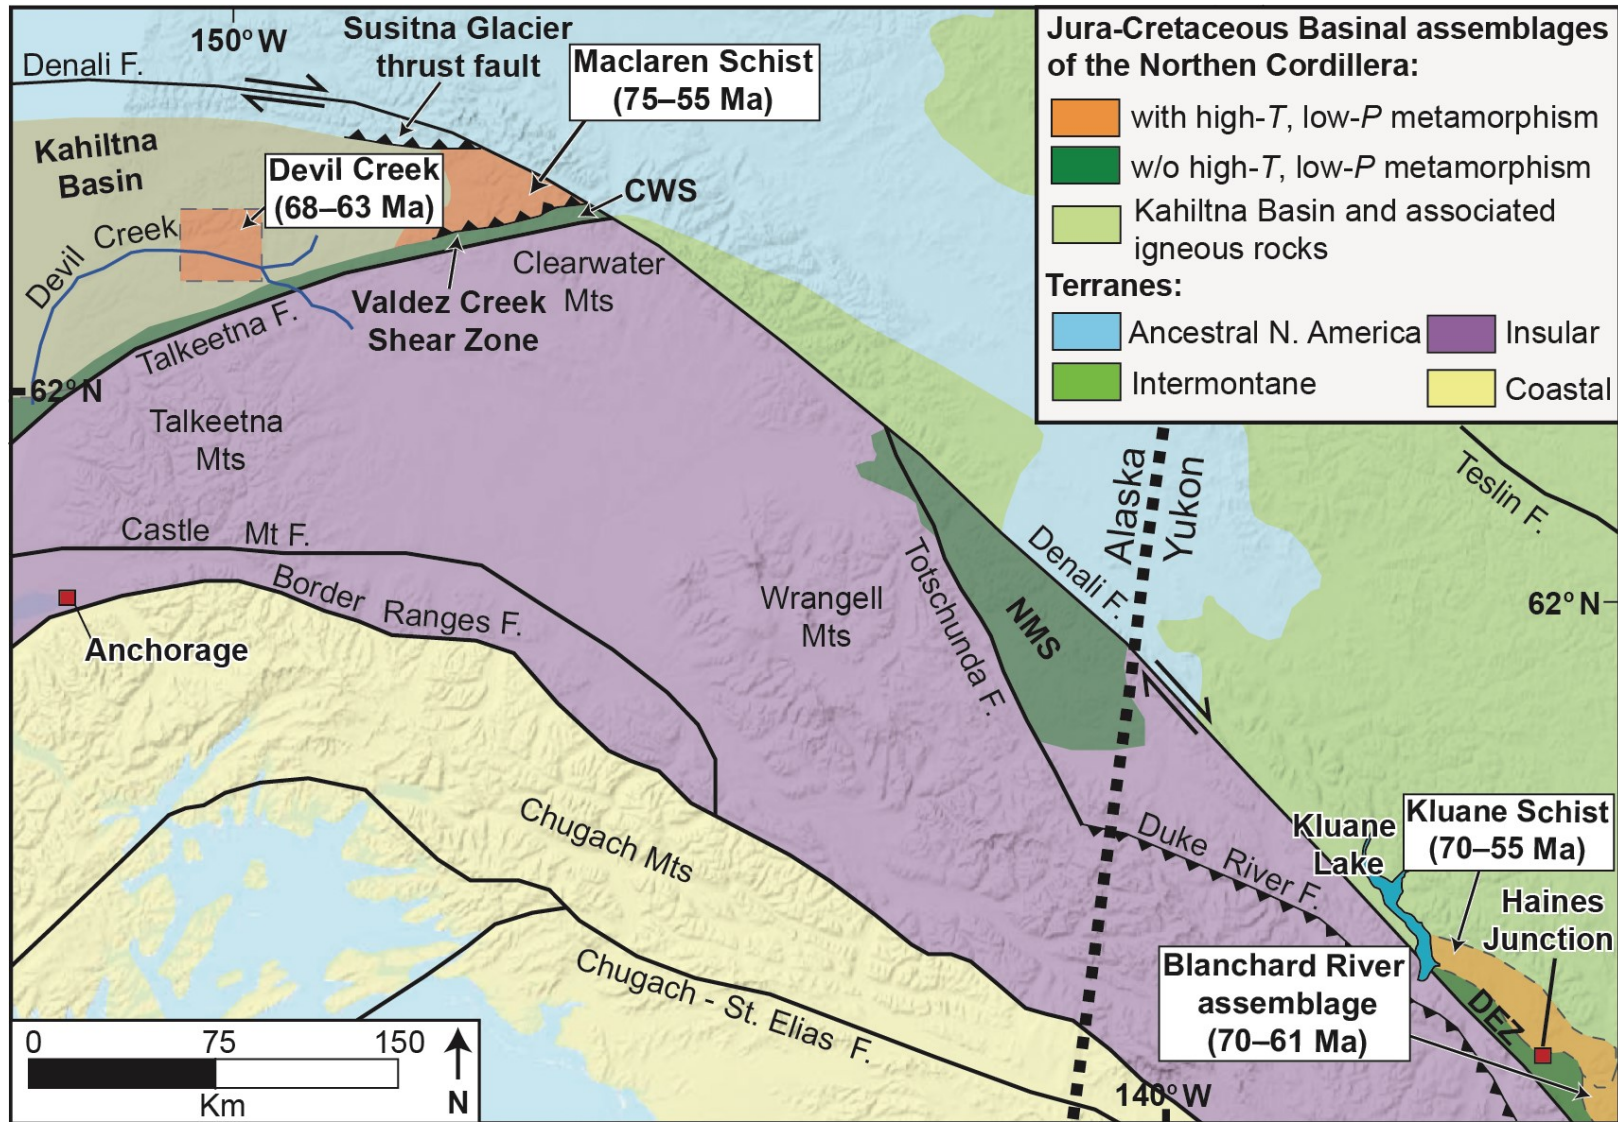 150° W
Denali F.
Susitna Glacier
thrust fault
Maclaren Schist
(75–55 Ma)
Kahiltna
Basin
Devil Creek
(68–63 Ma)
CWS
Devil Creek
Clearwater
Mts
Valdez Creek
Shear Zone
Talkeetna F.
62° N
Talkeetna
Mts
Castle Mt F.
Border Ranges F.
Anchorage
Wrangell
Mts
Totschunda F.
NMS
Denali F.
Alaska
Yukon
Teslin F.
62° N
Duke River F.
Kluane
Lake
Kluane Schist
(70–55 Ma)
Haines
Junction
Blanchard River
assemblage
(70–61 Ma)
DEZ
Chugach Mts
Chugach - St. Elias F.
140° W
0 75 150
Km
N
Jura-Cretaceous Basinal assemblages
of the Northen Cordillera:
with high-T, low-P metamorphism
w/o high-T, low-P metamorphism
Kahiltna Basin and associated
igneous rocks
Terranes:
Ancestral N. America
Insular
Intermontane
Coastal